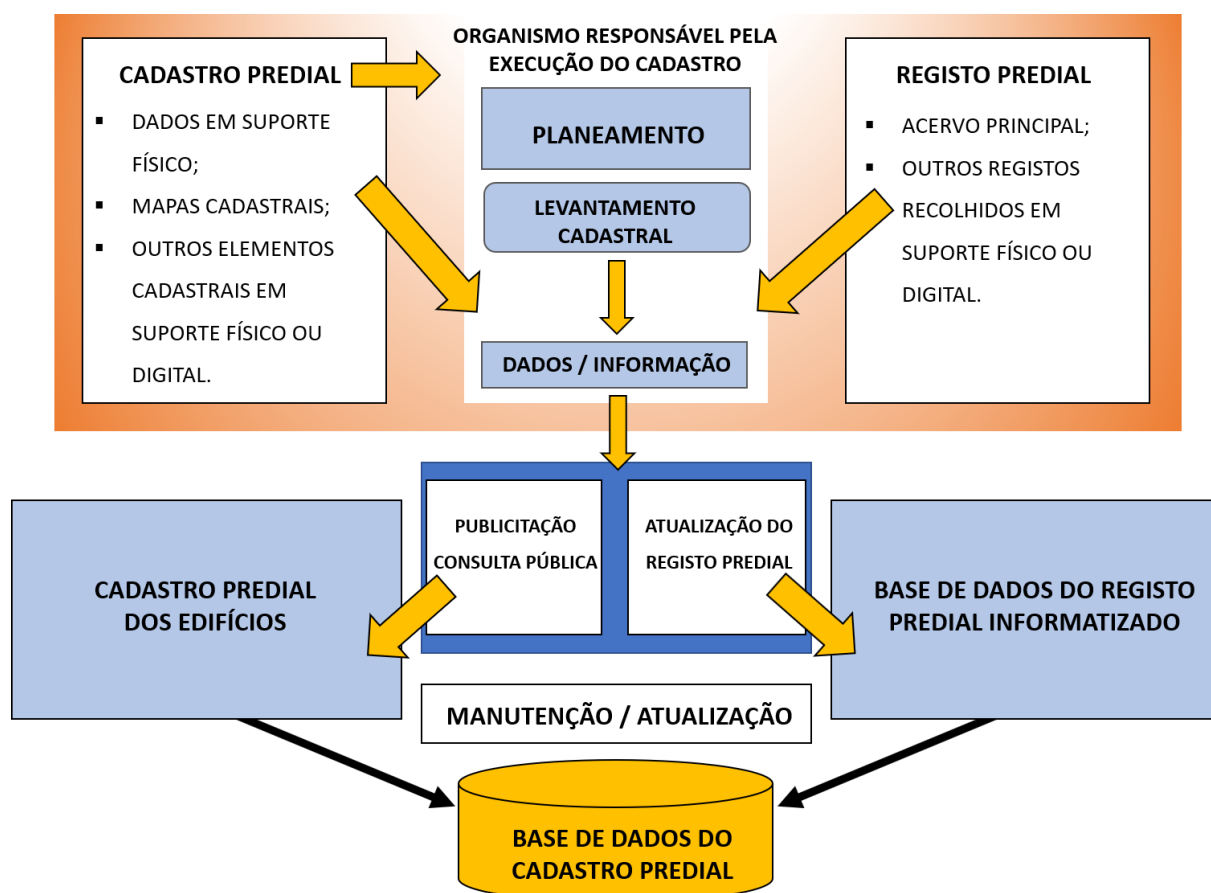 CADASTRO PREDIAL
▪ DADOS EM SUPORTE
FÍSICO;
▪ MAPAS CADASTRAIS;
▪ OUTROS ELEMENTOS
CADASTRAIS EM
SUPORTE FÍSICO OU
DIGITAL.
ORGANISMO RESPONSÁVEL PELA
EXECUÇÃO DO CADASTRO
PLANEAMENTO
LEVANTAMENTO
CADASTRAL
DADOS / INFORMAÇÃO
REGISTO PREDIAL
▪ ACERVO PRINCIPAL;
▪ OUTROS REGISTOS
RECOLHIDOS EM
SUPORTE FÍSICO OU
DIGITAL.
CADASTRO PREDIAL
DOS EDIFÍCIOS
PUBLICITAÇÃO
CONSULTA PÚBLICA
ATUALIZAÇÃO DO
REGISTO PREDIAL
BASE DE DADOS DO REGISTO
PREDIAL INFORMATIZADO
MANUTENÇÃO / ATUALIZAÇÃO
BASE DE DADOS DO
CADASTRO PREDIAL